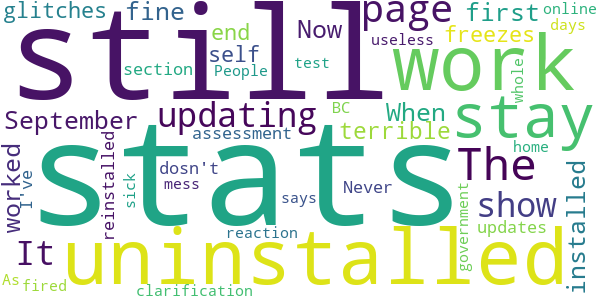 glitches fine still page first online
end Now freezes days
self useless
section People test work whole
September updating BC When stay
assessment terrible
worked I've reinstalled dosn't The home
mess stats Never show installed
sick says government updates
It uninstalled reaction
As fired
clarification